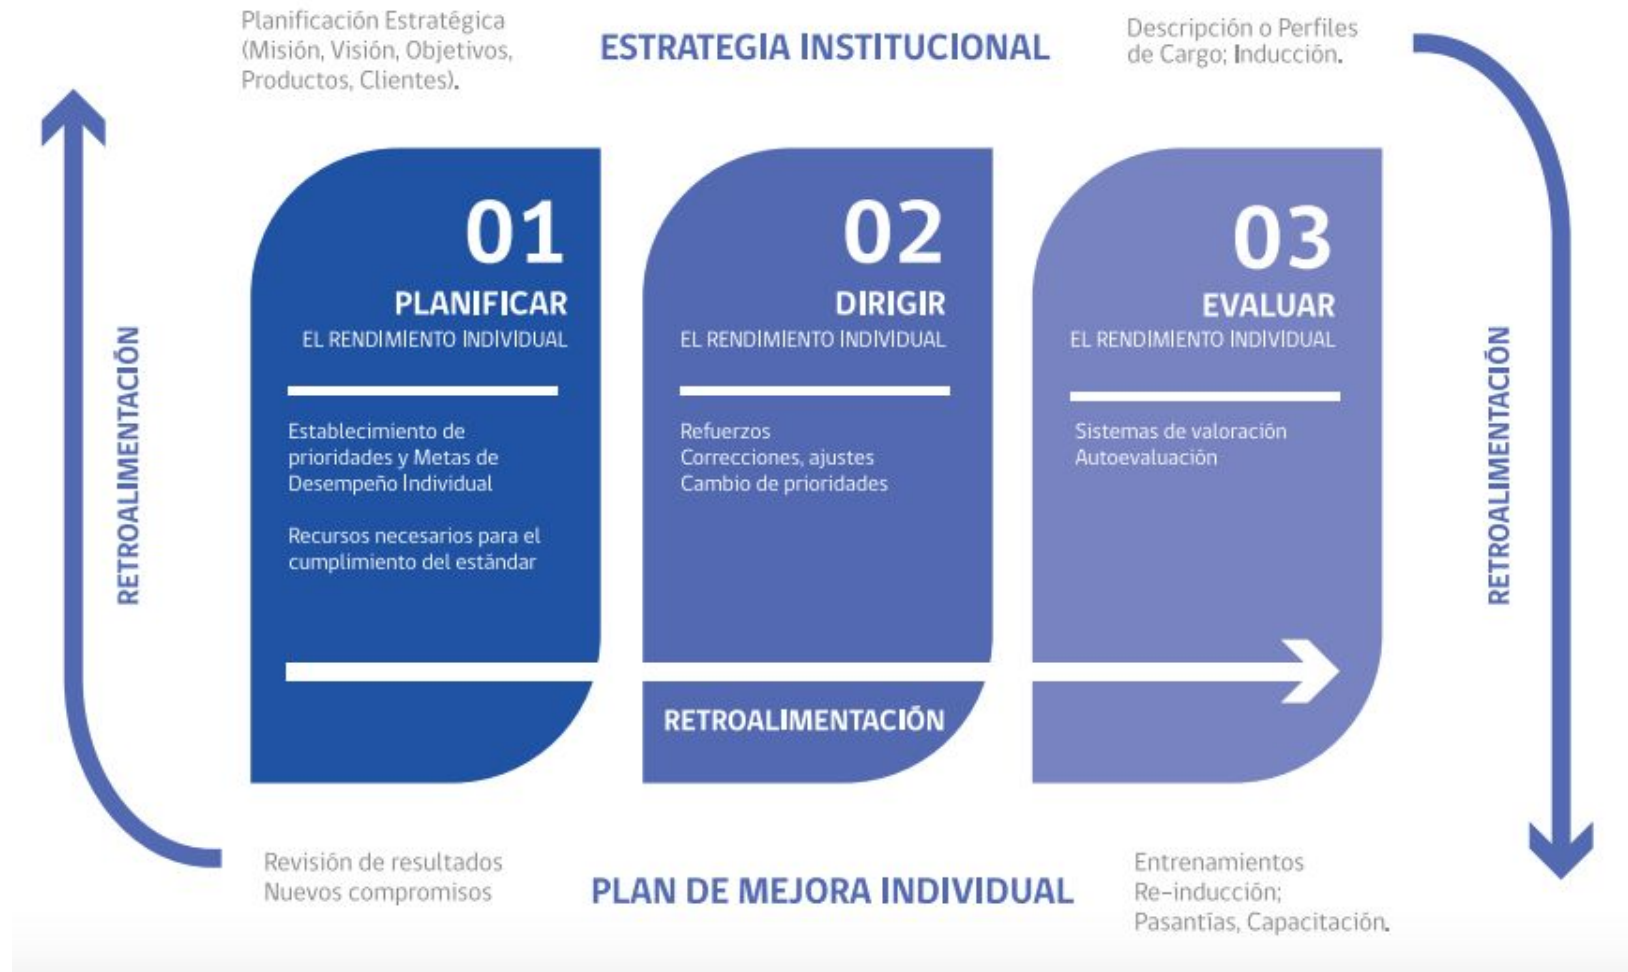 Planificación Estratégica
(Misión, Visión, Objetivos,
Productos, Clientes).
ESTRATEGIA INSTITUCIONAL
Descripción o Perfiles
de Cargo; Inducción.
RETROALIMENTACIÓN
01
PLANIFICAR
EL RENDIMIENTO INDIVIDUAL
Establecimiento de
prioridades y Metas de
Desempeño Individual
Recursos necesarios para el
cumplimiento del estándar
02
DIRIGIR
EL RENDIMIENTO INDIVIDUAL
Refuerzos
Correcciones, ajustes
Cambio de prioridades
RETROALIMENTACIÓN
03
EVALUAR
EL RENDIMIENTO INDIVIDUAL
Sistemas de valoración
Autoevaluación
RETROALIMENTACIÓN
Revisión de resultados
Nuevos compromisos
PLAN DE MEJORA INDIVIDUAL
Entrenamientos
Re-inducción;
Pasantías, Capacitación.